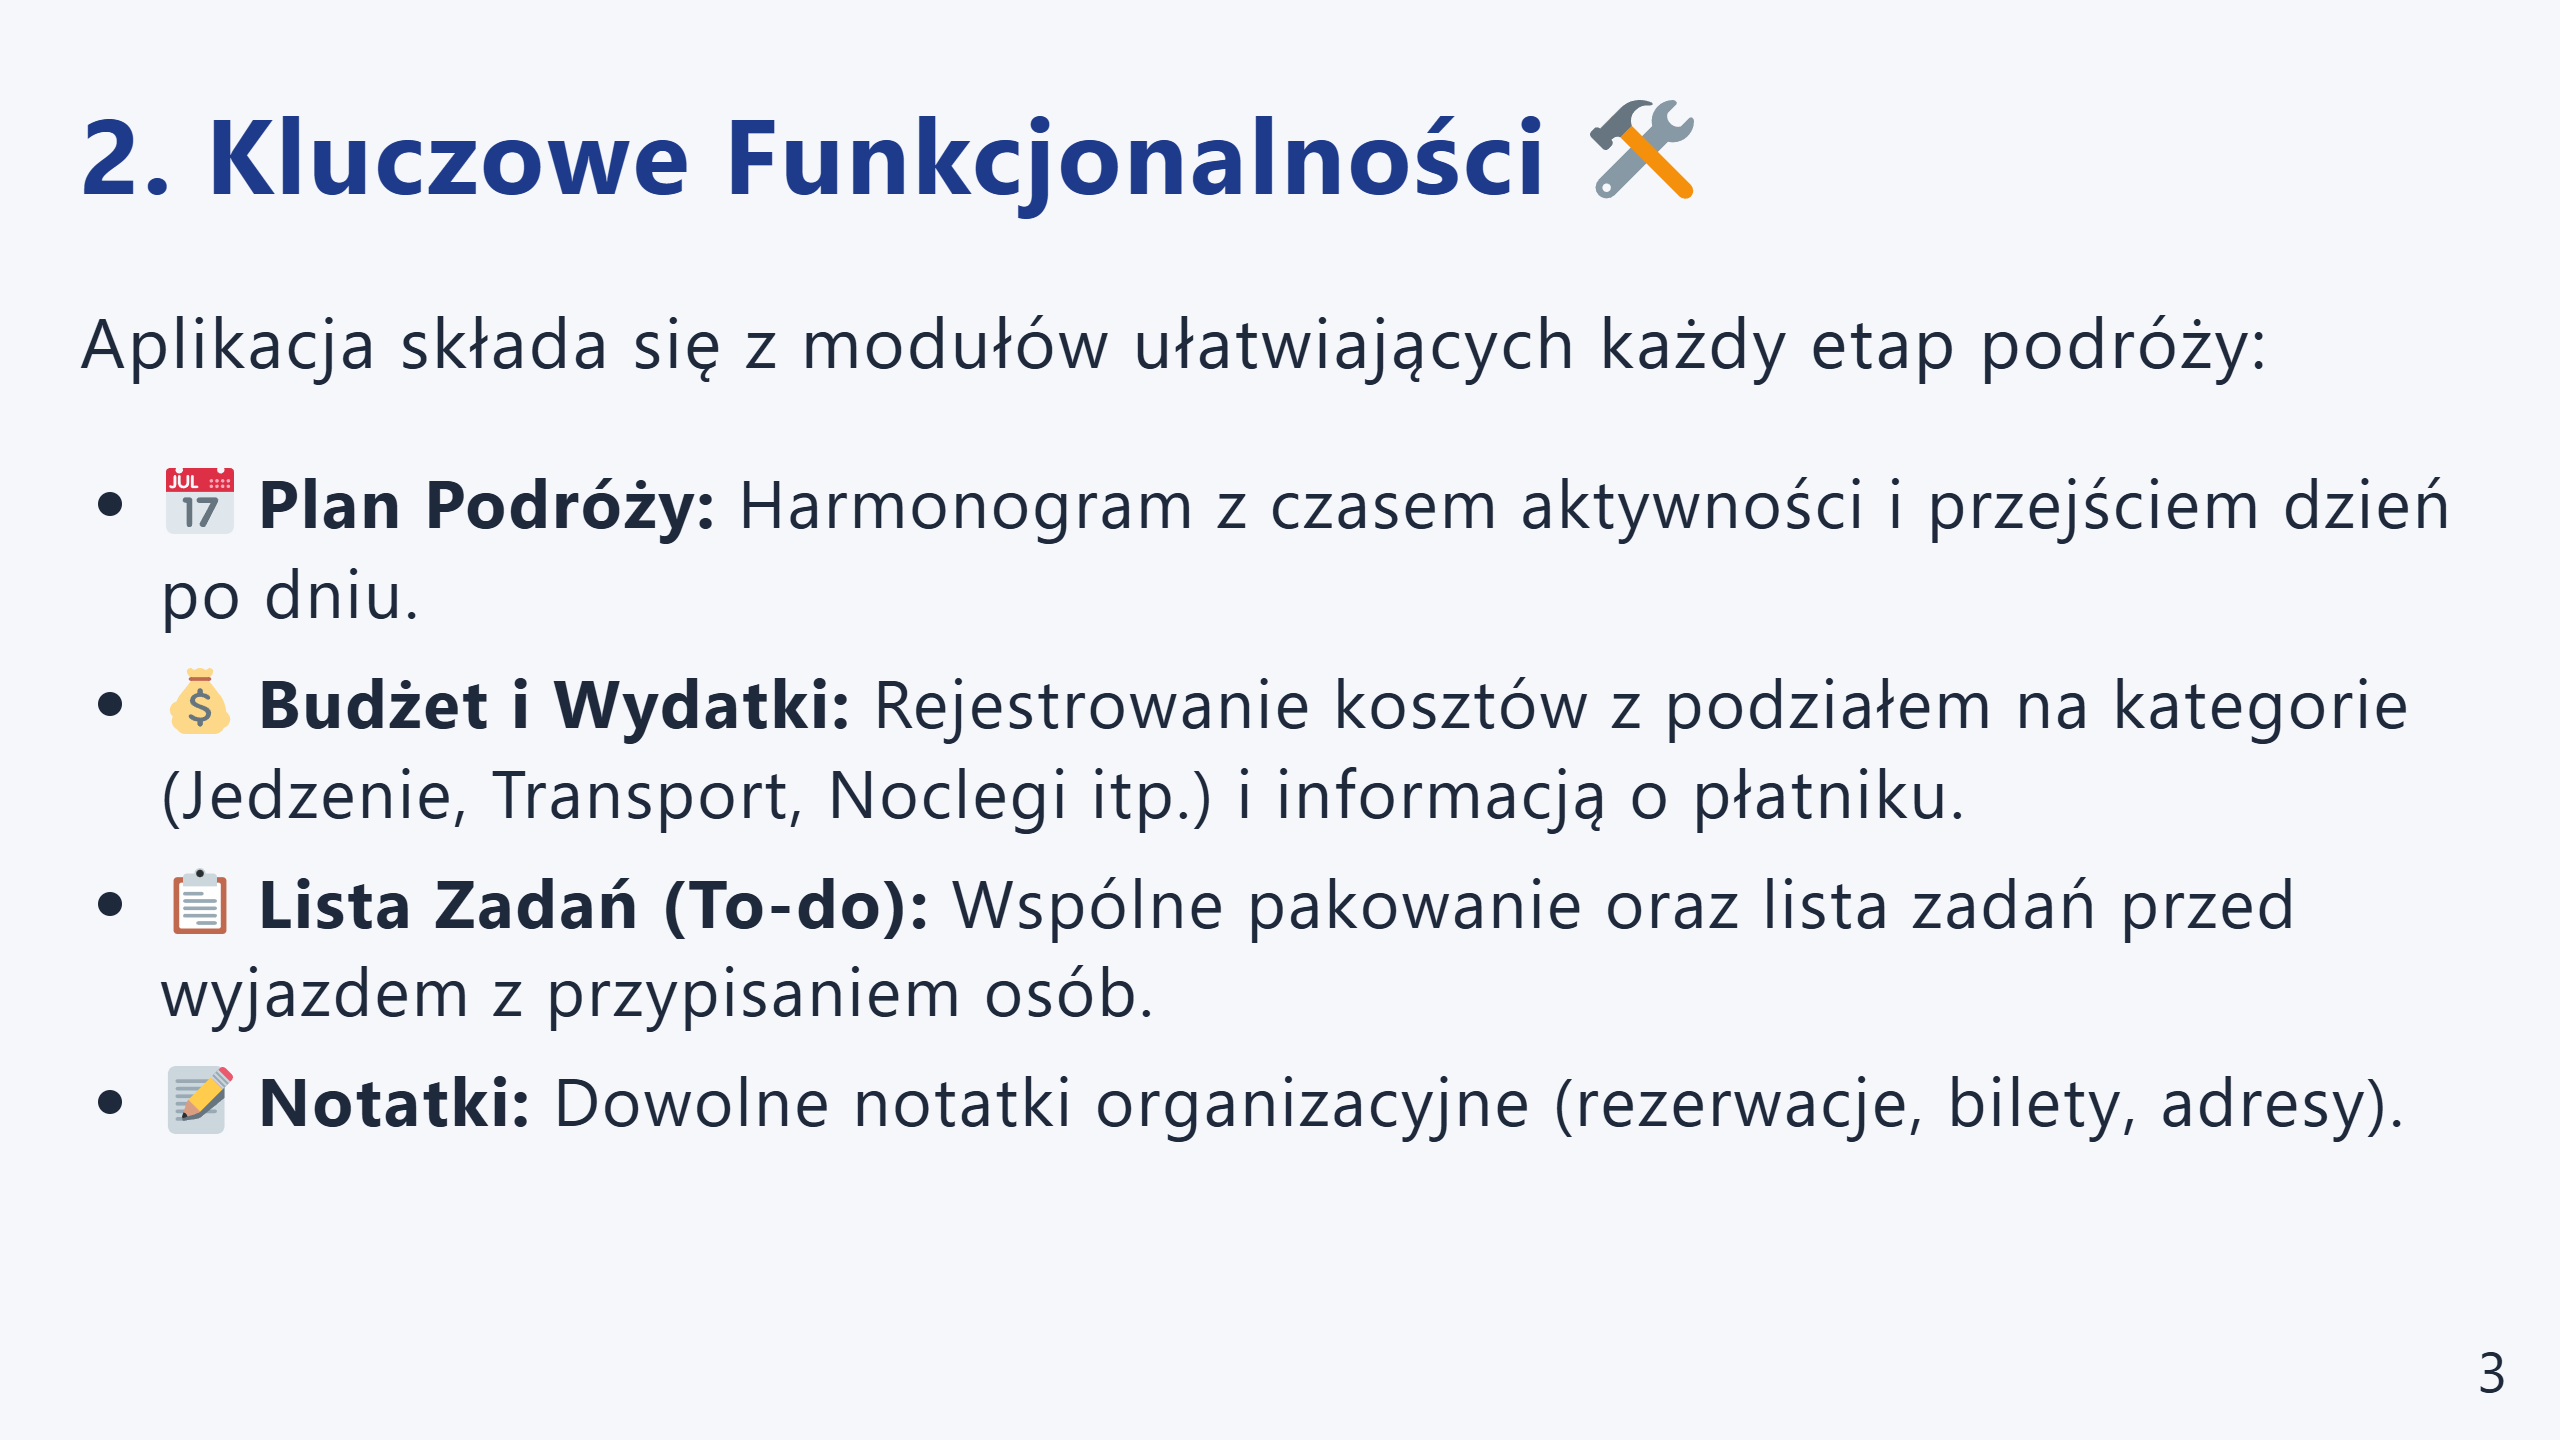 2. Kluczowe Funkcjonalności 🛠️
Aplikacja składa się z modułów ułatwiających każdy etap podróży:
• 📅 Plan Podróży: Harmonogram z czasem aktywności i przejściem dzień
po dniu.
• 💰 Budżet i Wydatki: Rejestrowanie kosztów z podziałem na kategorie
(Jedzenie, Transport, Noclegi itp.) i informacją o płatniku.
• 📋 Lista Zadań (To-do): Wspólne pakowanie oraz lista zadań przed
wyjazdem z przypisaniem osób.
• 📝 Notatki: Dowolne notatki organizacyjne (rezerwacje, bilety, adresy).
3